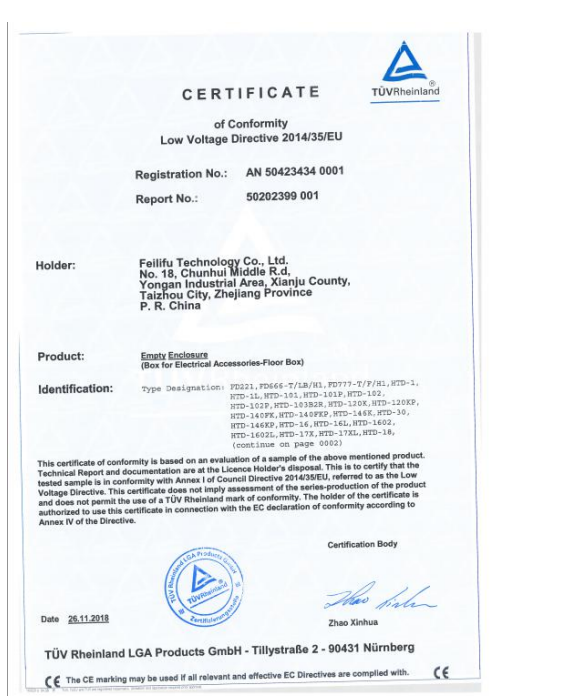 TÜVRheinland®
CERTIFICATE
of Conformity
Low Voltage Directive 2014/35/EU
Registration No.: AN 50423434 0001
Report No.: 50202399 001
Holder: Feilifu Technology Co., Ltd.
No. 18, Chunhui Middle R.d,
Yongan Industrial Area, Xianju County,
Taizhou City, Zhejiang Province
P. R. China
Product: Empty Enclosure
(Box for Electrical Accessories-Floor Box)
Identification: Type Designation: FD221,FD666-T/LB/H1,FD777-T/F/H1,HTD-1,
HTD-1L,HTD-101,HTD-101P,HTD-102,
HTD-102P,HTD-103B2R,HTD-120K,HTD-120KP,
HTD-140FK,HTD-140FKP,HTD-146K,HTD-30,
HTD-146KP,HTD-16,HTD-16L,HTD-1602,
HTD-1602L,HTD-17X,HTD-17XL,HTD-18,
(continue on page 0002)
This certificate of conformity is based on an evaluation of a sample of the above mentioned product.
Technical Report and documentation are at the Licence Holder's disposal. This is to certify that the
tested sample is in conformity with Annex I of Council Directive 2014/35/EU, referred to as the Low
Voltage Directive. This certificate does not imply assessment of the series-production of the product
and does not permit the use of a TÜV Rheinland mark of conformity. The holder of the certificate is
authorized to use this certificate in connection with the EC declaration of conformity according to
Annex IV of the Directive.
Certification Body
TÜV Rheinland LGA Products GmbH
TÜVRheinland
Zertifizierungsstelle
Date 26.11.2018
Zhao Xinhua
TÜV Rheinland LGA Products GmbH - Tillystraße 2 - 90431 Nürnberg
CE The CE marking may be used if all relevant and effective EC Directives are complied with. CE